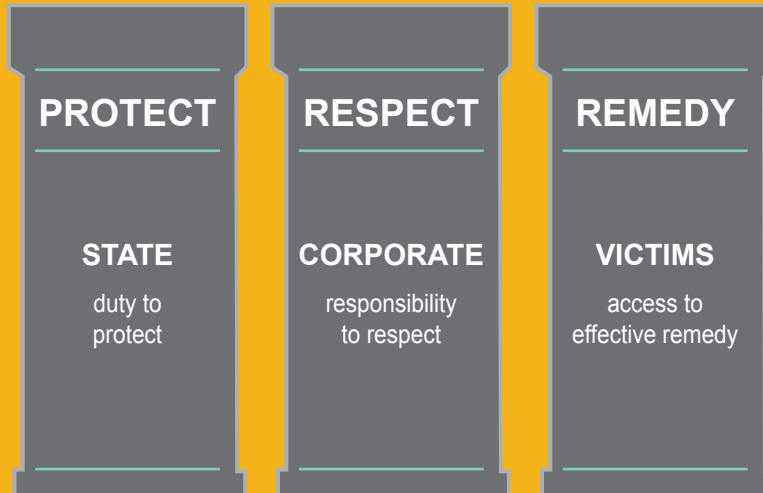 PROTECT
STATE
duty to
protect
RESPECT
CORPORATE
responsibility
to respect
REMEDY
VICTIMS
access to
effective remedy